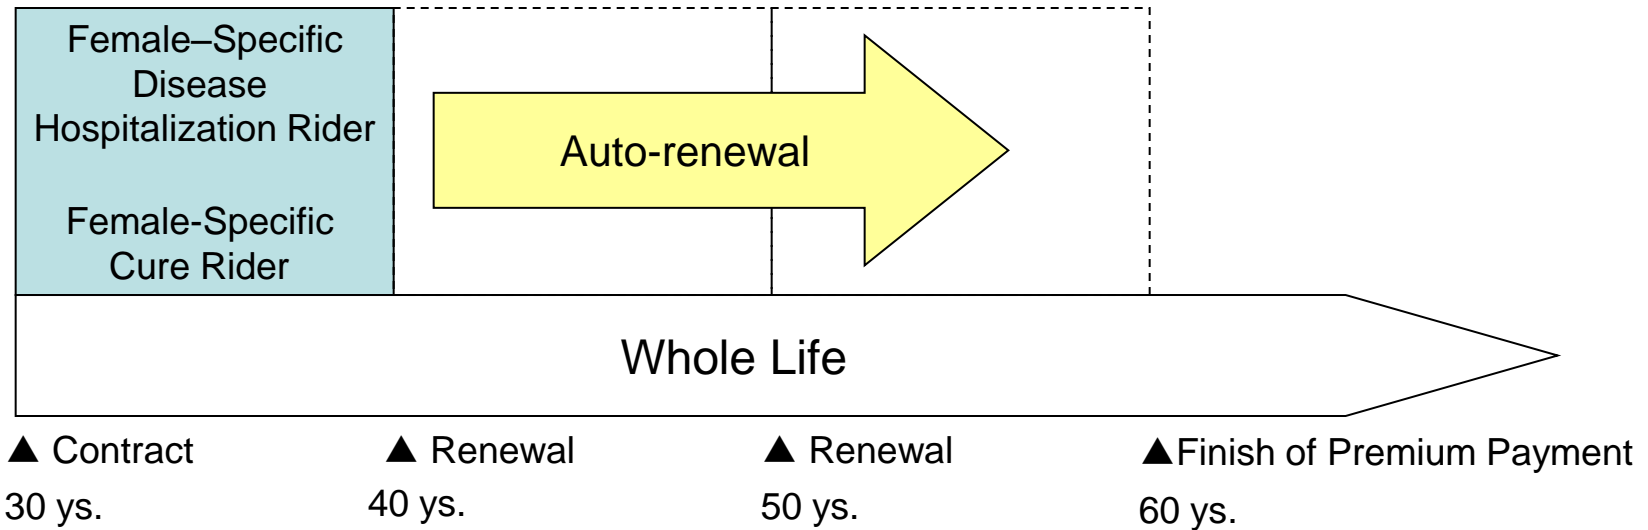 Female–Specific
Disease
Hospitalization Rider
Female-Specific
Cure Rider
Auto-renewal
Whole Life
▲ Contract
▲ Renewal
▲ Renewal
▲Finish of Premium Payment
30 ys.
40 ys.
50 ys.
60 ys.